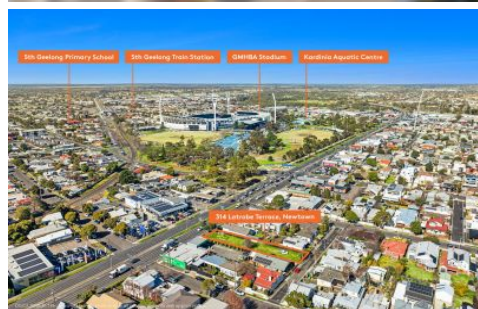 Sth Geelong Primary School
Sth Geelong Train Station
GMHBA Stadium
Kardinia Aquatic Centre
314 Latrobe Terrace, Newtown